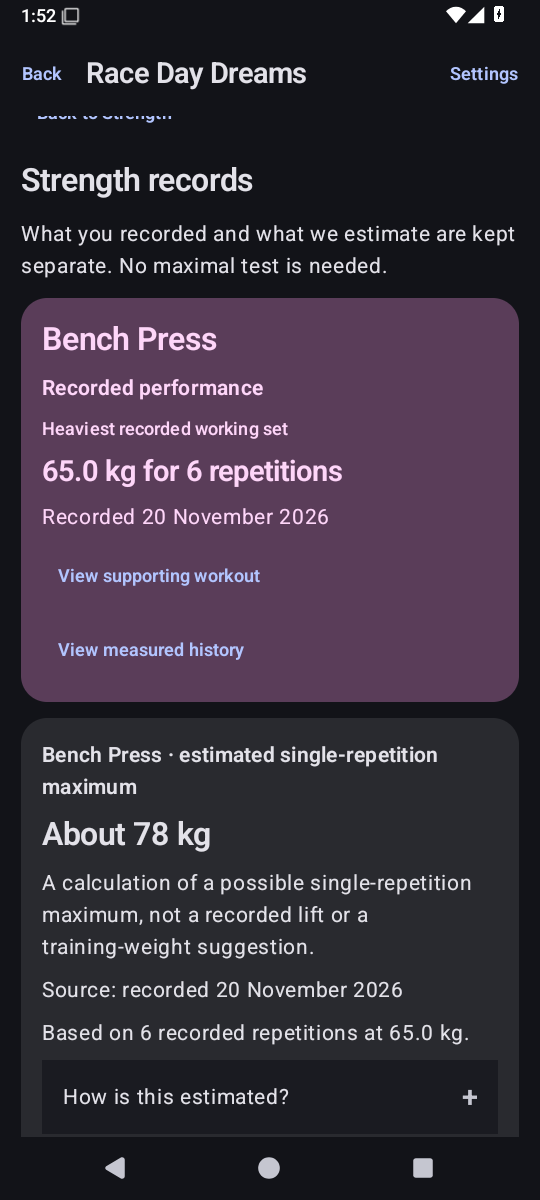 1:52
Back Race Day Dreams Settings
Back to Strength
Strength records
What you recorded and what we estimate are kept
separate. No maximal test is needed.
Bench Press
Recorded performance
Heaviest recorded working set
65.0 kg for 6 repetitions
Recorded 20 November 2026
View supporting workout
View measured history
Bench Press · estimated single-repetition
maximum
About 78 kg
A calculation of a possible single-repetition
maximum, not a recorded lift or a
training-weight suggestion.
Source: recorded 20 November 2026
Based on 6 recorded repetitions at 65.0 kg.
How is this estimated? +